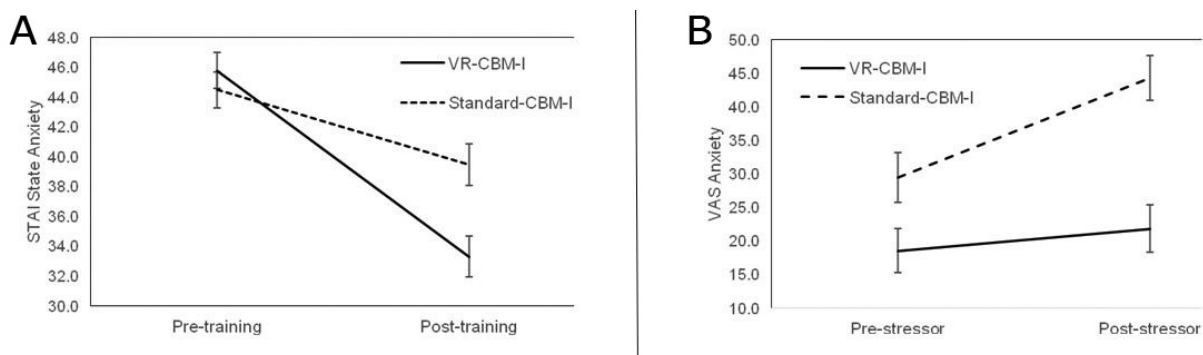 A
STAI State Anxiety
48.0
46.0
44.0
42.0
40.0
38.0
36.0
34.0
32.0
30.0
VR-CBM-I
Standard-CBM-I
Pre-training
Post-training
B
VAS Anxiety
50.0
45.0
40.0
35.0
30.0
25.0
20.0
15.0
10.0
VR-CBM-I
Standard-CBM-I
Pre-stressor
Post-stressor